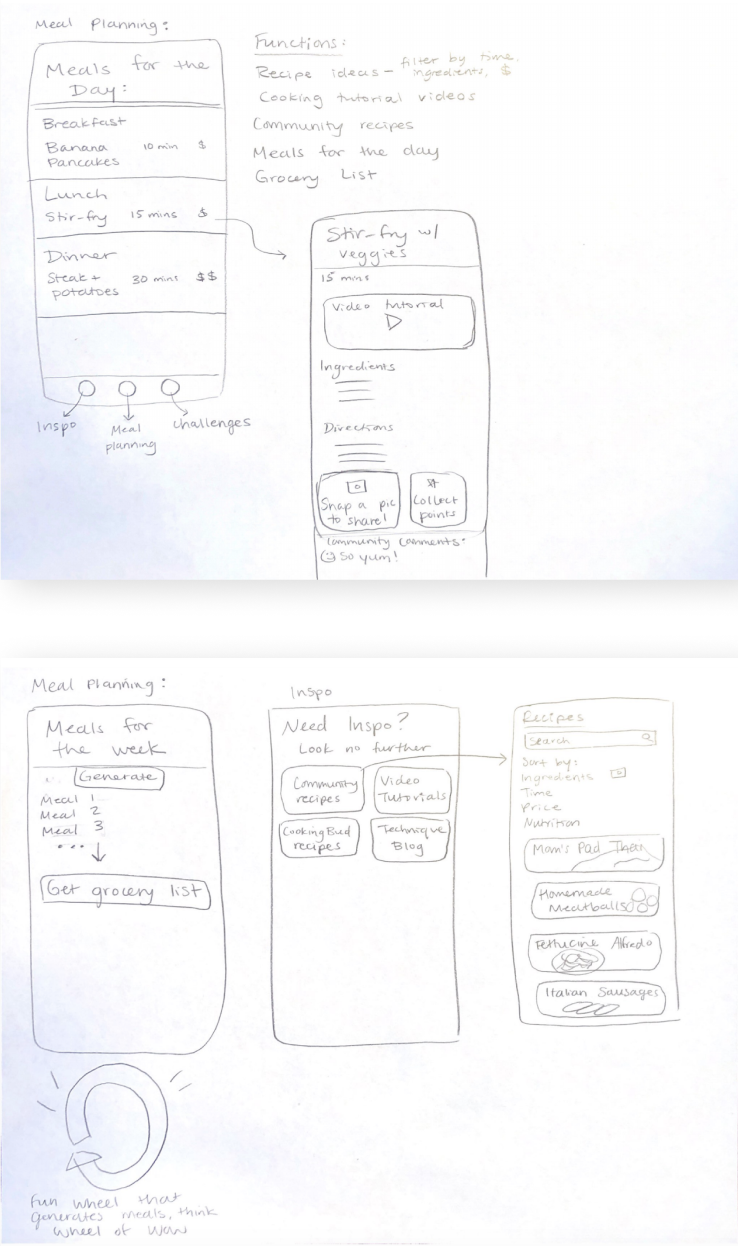 Meal Planning:
Meals for the
Day:
Breakfast
Banana 10 min $
Pancakes
Lunch
Stir-fry 15 mins $
Dinner
Steak + 30 mins $$
potatoes
Inspo
Meal
planning
challenges
Functions:
Recipe ideas – filter by time,
ingredients, $
Cooking tutorial videos
Community recipes
Meals for the day
Grocery List
Stir-fry w/
veggies
15 mins
Video tutorial
Ingredients
Directions
Snap a pic
to share!
Collect
points
Community Comments:
So yum!
Meal Planning:
Meals for
the week
Generate
Meal 1
Meal 2
Meal 3
...
Get grocery list
Fun wheel that
generates meals, think
wheel of WOW
Inspo
Need Inspo?
Look no further
Community
recipes
Video
Tutorials
CookingBud
recipes
Technique
Blog
Recipes
Search
Sort by:
Ingredients
Time
Price
Nutrition
Mom's Pad Thai
Homemade
Meatballs
Fettucine Alfredo
Italian Sausages